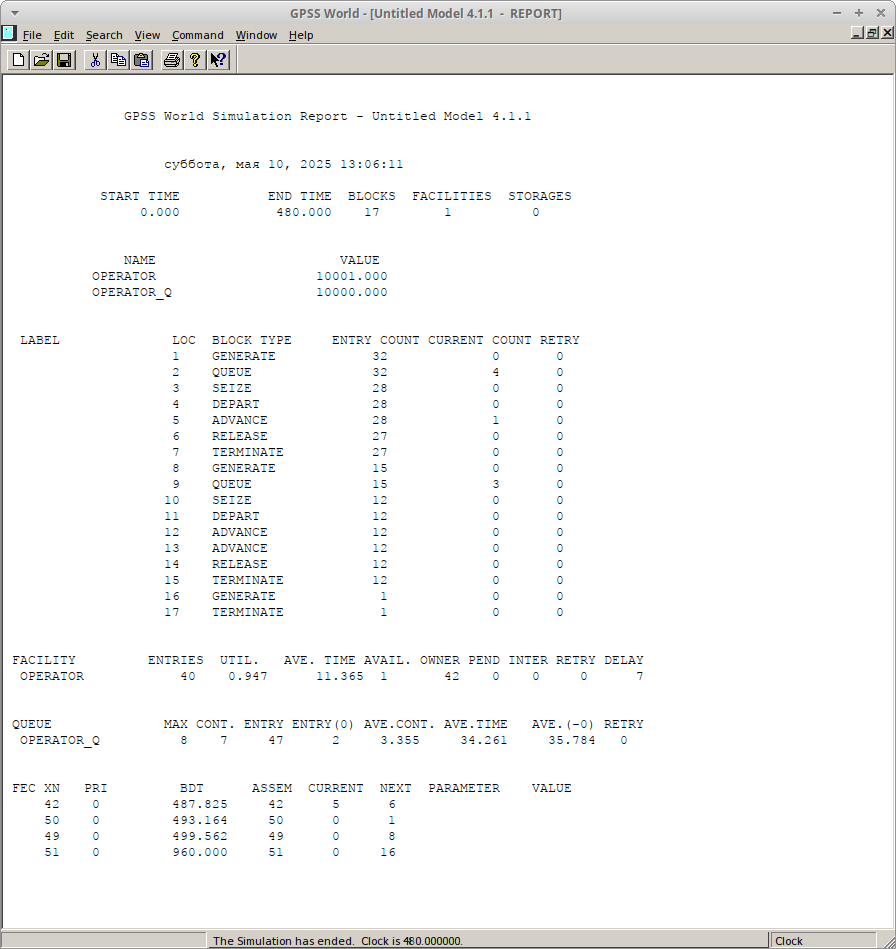 GPSS World - [Untitled Model 4.1.1 - REPORT]
File Edit Search View Command Window Help
GPSS World Simulation Report - Untitled Model 4.1.1
суббота, мая 10, 2025 13:06:11
START TIME END TIME BLOCKS FACILITIES STORAGES
0.000 480.000 17 1 0
NAME VALUE
OPERATOR 10001.000
OPERATOR_Q 10000.000
LABEL LOC BLOCK TYPE ENTRY COUNT CURRENT COUNT RETRY
1 GENERATE 32 0 0
2 QUEUE 32 4 0
3 SEIZE 28 0 0
4 DEPART 28 0 0
5 ADVANCE 28 1 0
6 RELEASE 27 0 0
7 TERMINATE 27 0 0
8 GENERATE 15 0 0
9 QUEUE 15 3 0
10 SEIZE 12 0 0
11 DEPART 12 0 0
12 ADVANCE 12 0 0
13 ADVANCE 12 0 0
14 RELEASE 12 0 0
15 TERMINATE 12 0 0
16 GENERATE 1 0 0
17 TERMINATE 1 0 0
FACILITY ENTRIES UTIL. AVE. TIME AVAIL. OWNER PEND INTER RETRY DELAY
OPERATOR 40 0.947 11.365 1 42 0 0 0 7
QUEUE MAX CONT. ENTRY ENTRY(0) AVE.CONT. AVE.TIME AVE.(-0) RETRY
OPERATOR_Q 8 7 47 2 3.355 34.261 35.784 0
FEC XN PRI BDT ASSEM CURRENT NEXT PARAMETER VALUE
42 0 487.825 42 5 6
50 0 493.164 50 0 1
49 0 499.562 49 0 8
51 0 960.000 51 0 16
The Simulation has ended. Clock is 480.000000. Clock